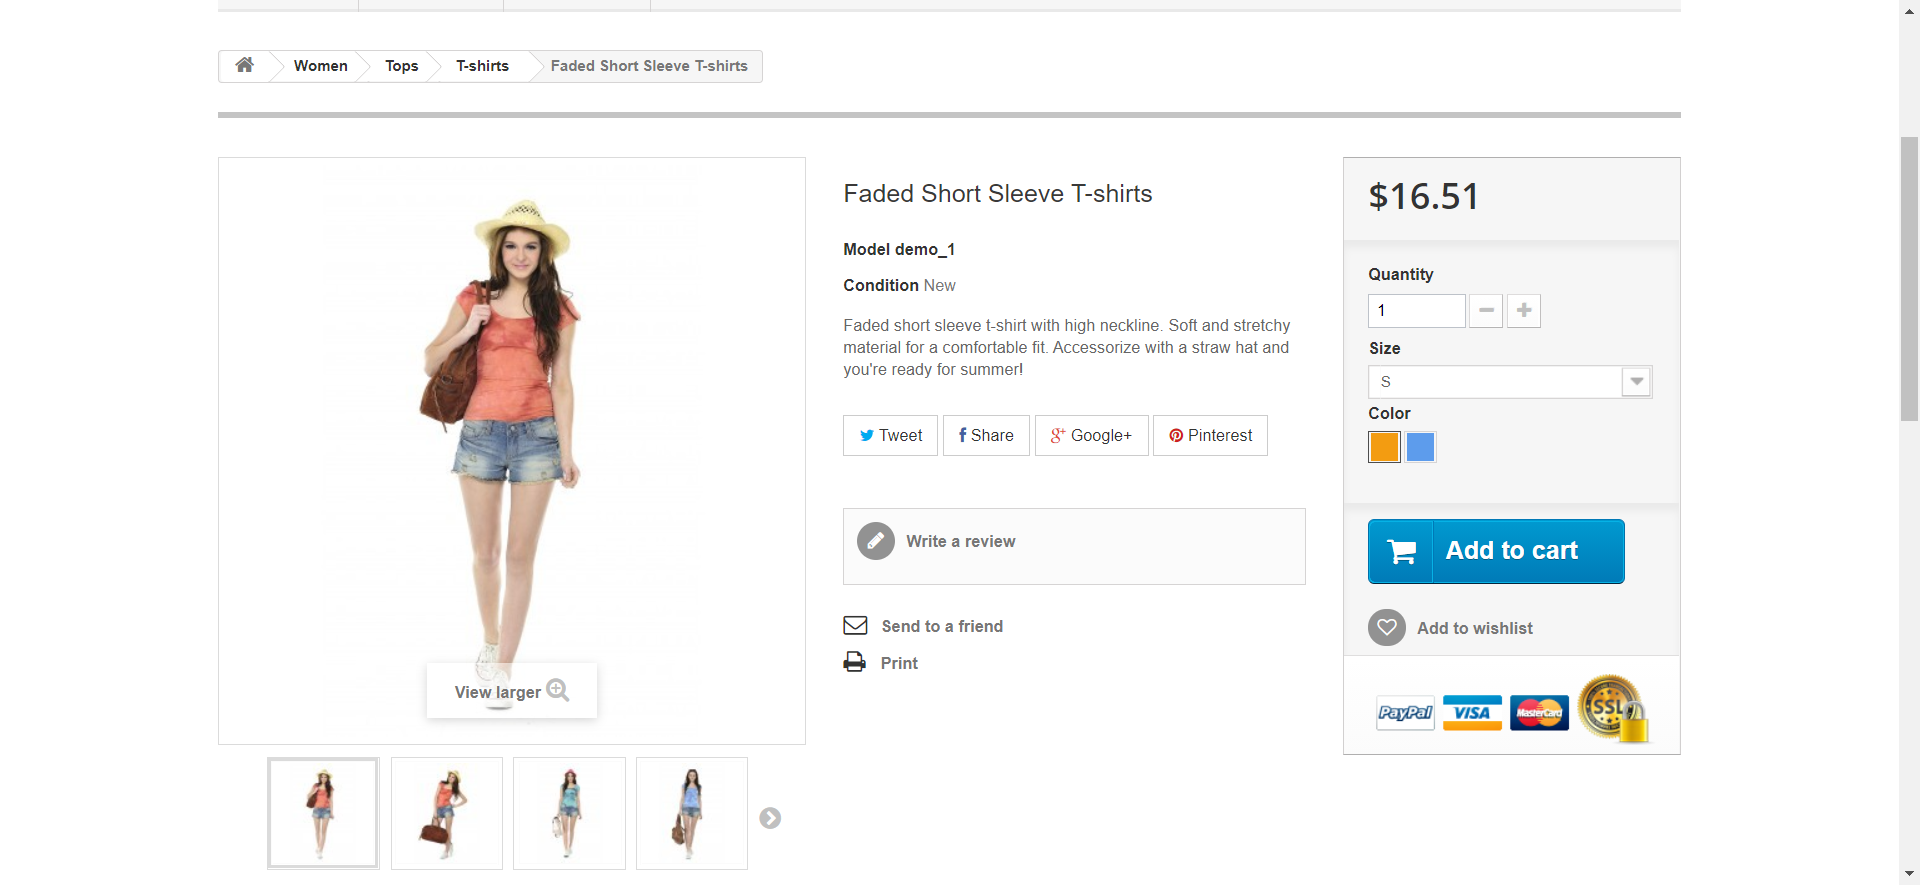 Women
Tops
T-shirts
Faded Short Sleeve T-shirts
View larger
Faded Short Sleeve T-shirts
Model demo_1
Condition New
Faded short sleeve t-shirt with high neckline. Soft and stretchy
material for a comfortable fit. Accessorize with a straw hat and
you're ready for summer!
Tweet
Share
Google+
Pinterest
Write a review
Send to a friend
Print
$16.51
Quantity
1
Size
S
Color
Add to cart
Add to wishlist
PayPal
VISA
MasterCard
SSL